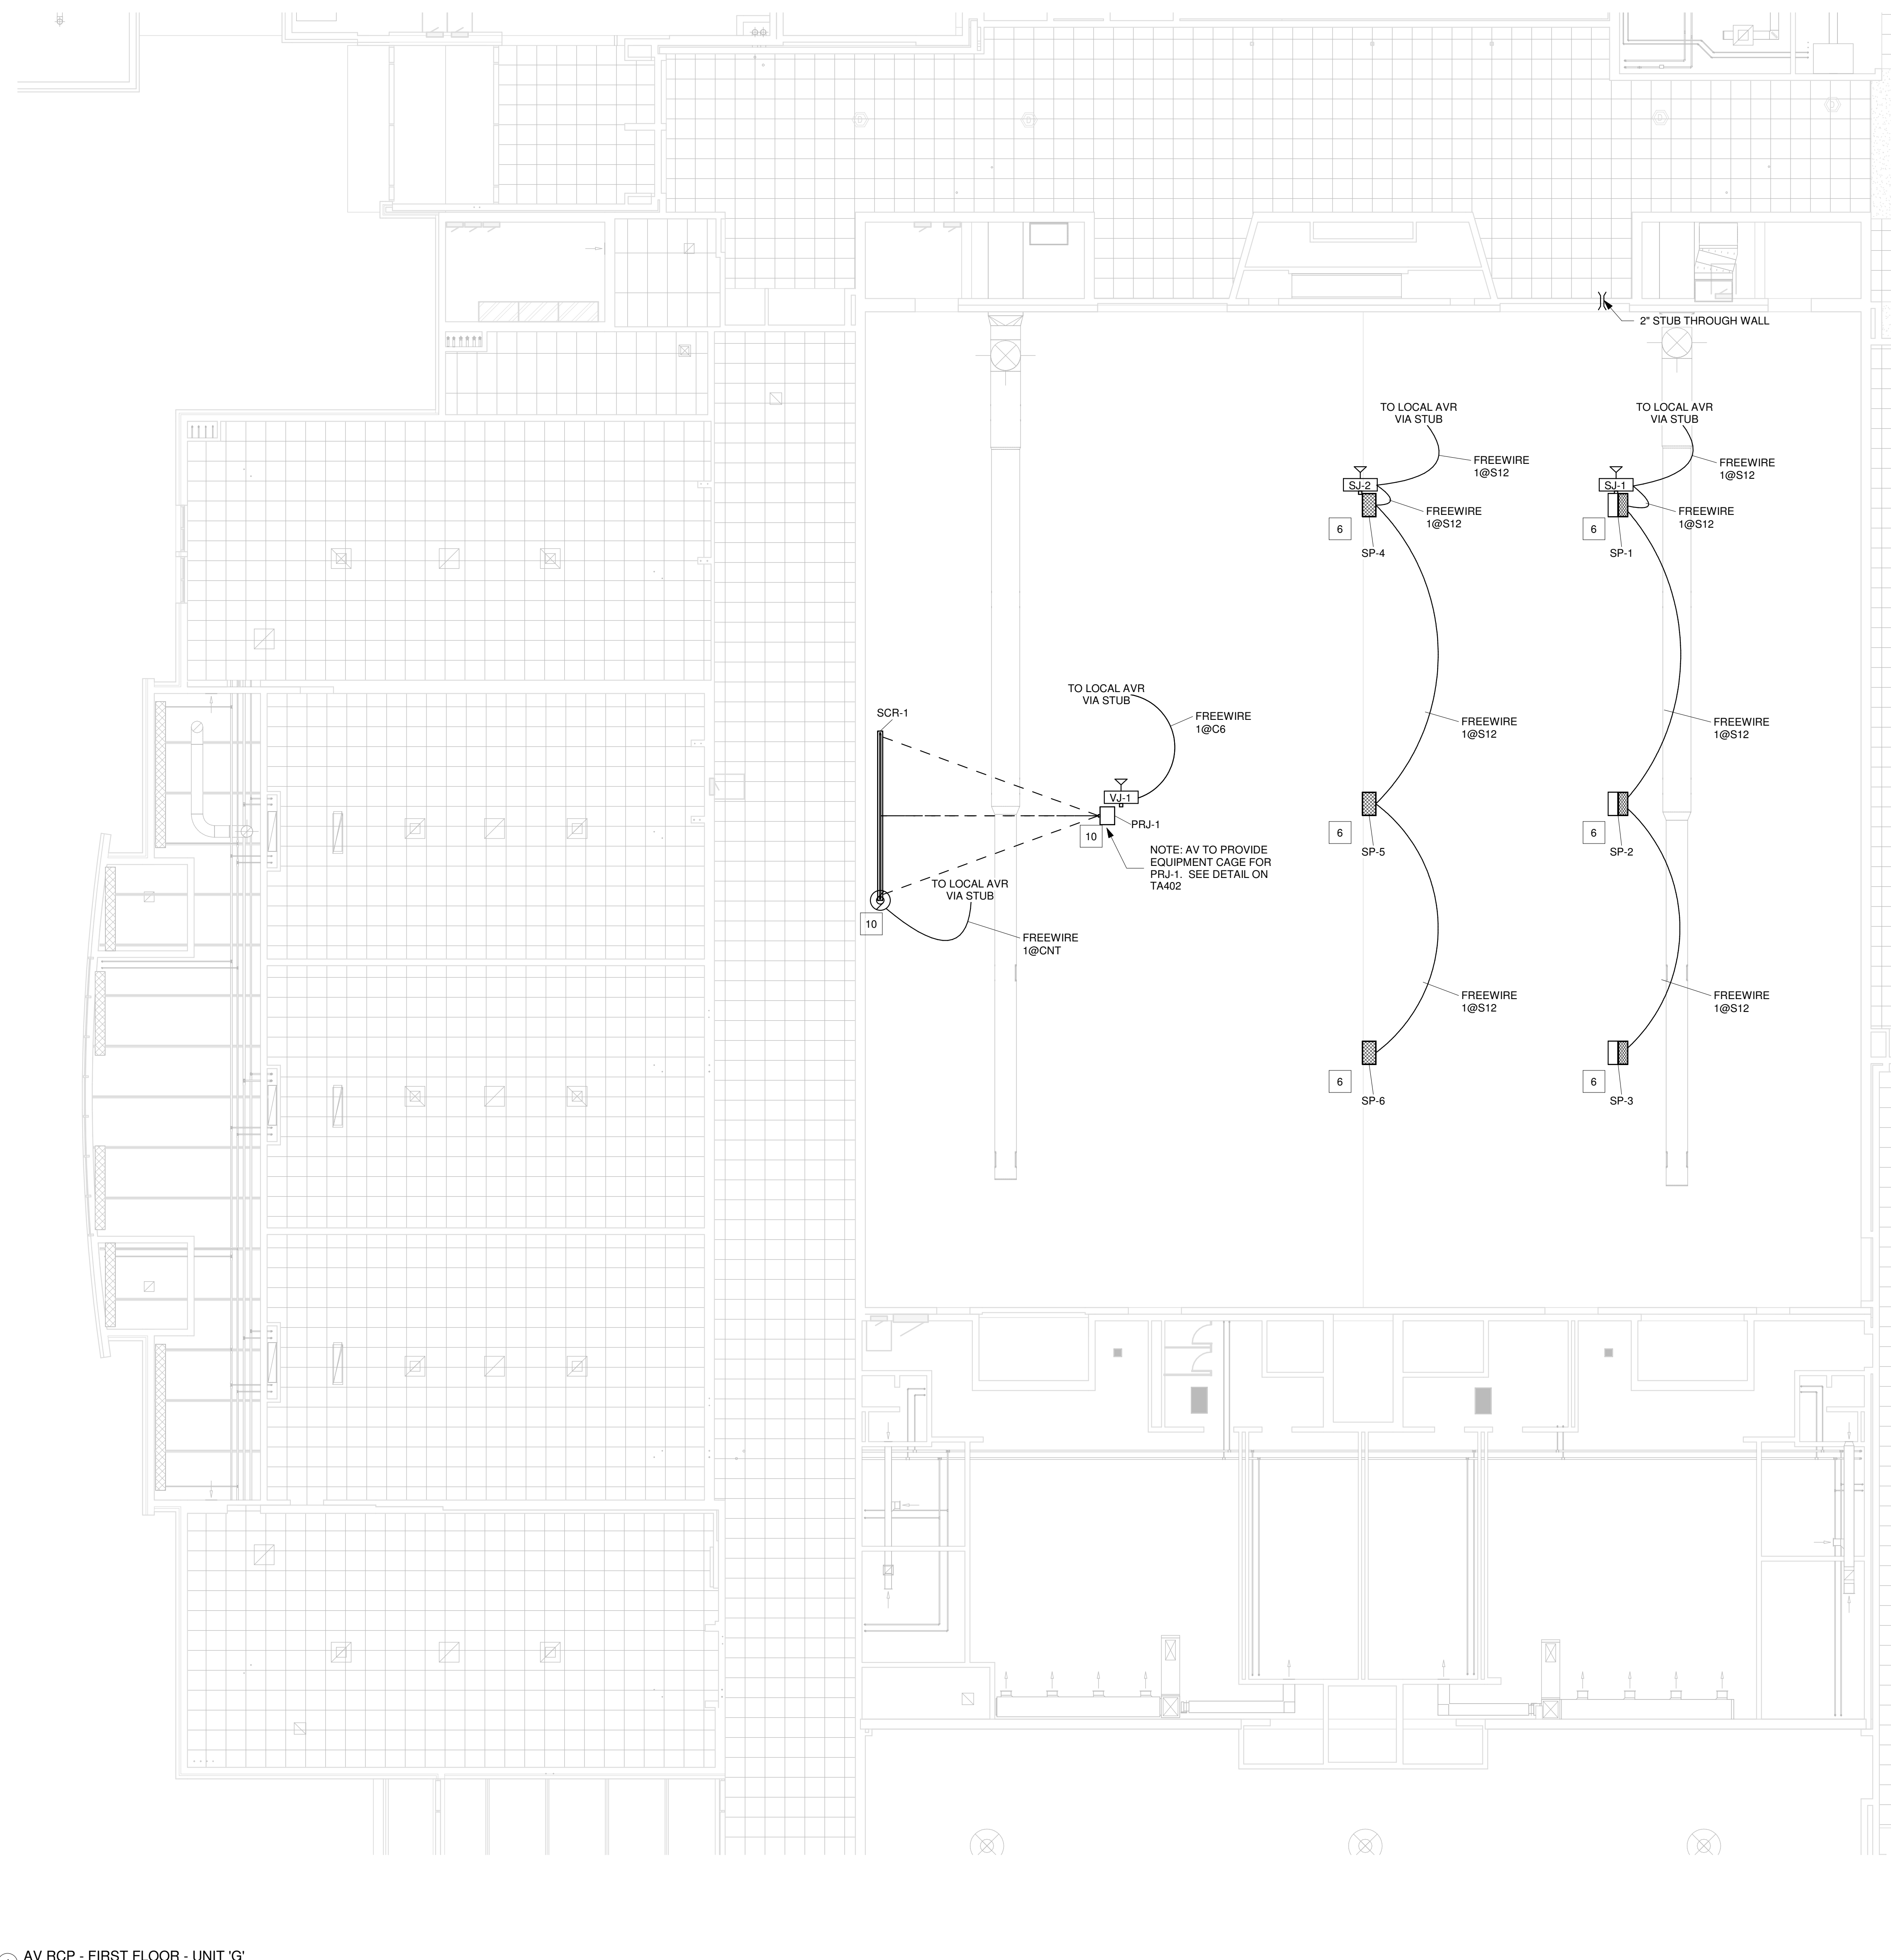 2" STUB THROUGH WALL
TO LOCAL AVR
VIA STUB
TO LOCAL AVR
VIA STUB
FREEWIRE
1@S12
FREEWIRE
1@S12
SJ-2
SJ-1
FREEWIRE
1@S12
FREEWIRE
1@S12
6
6
SP-4
SP-1
TO LOCAL AVR
VIA STUB
SCR-1
FREEWIRE
1@C6
FREEWIRE
1@S12
FREEWIRE
1@S12
VJ-1
PRJ-1
10
6
6
SP-5
SP-2
NOTE: AV TO PROVIDE
EQUIPMENT CAGE FOR
PRJ-1. SEE DETAIL ON
TA402
TO LOCAL AVR
VIA STUB
10
FREEWIRE
1@CNT
FREEWIRE
1@S12
FREEWIRE
1@S12
6
6
SP-6
SP-3
AV RCP - FIRST FLOOR - UNIT 'G'